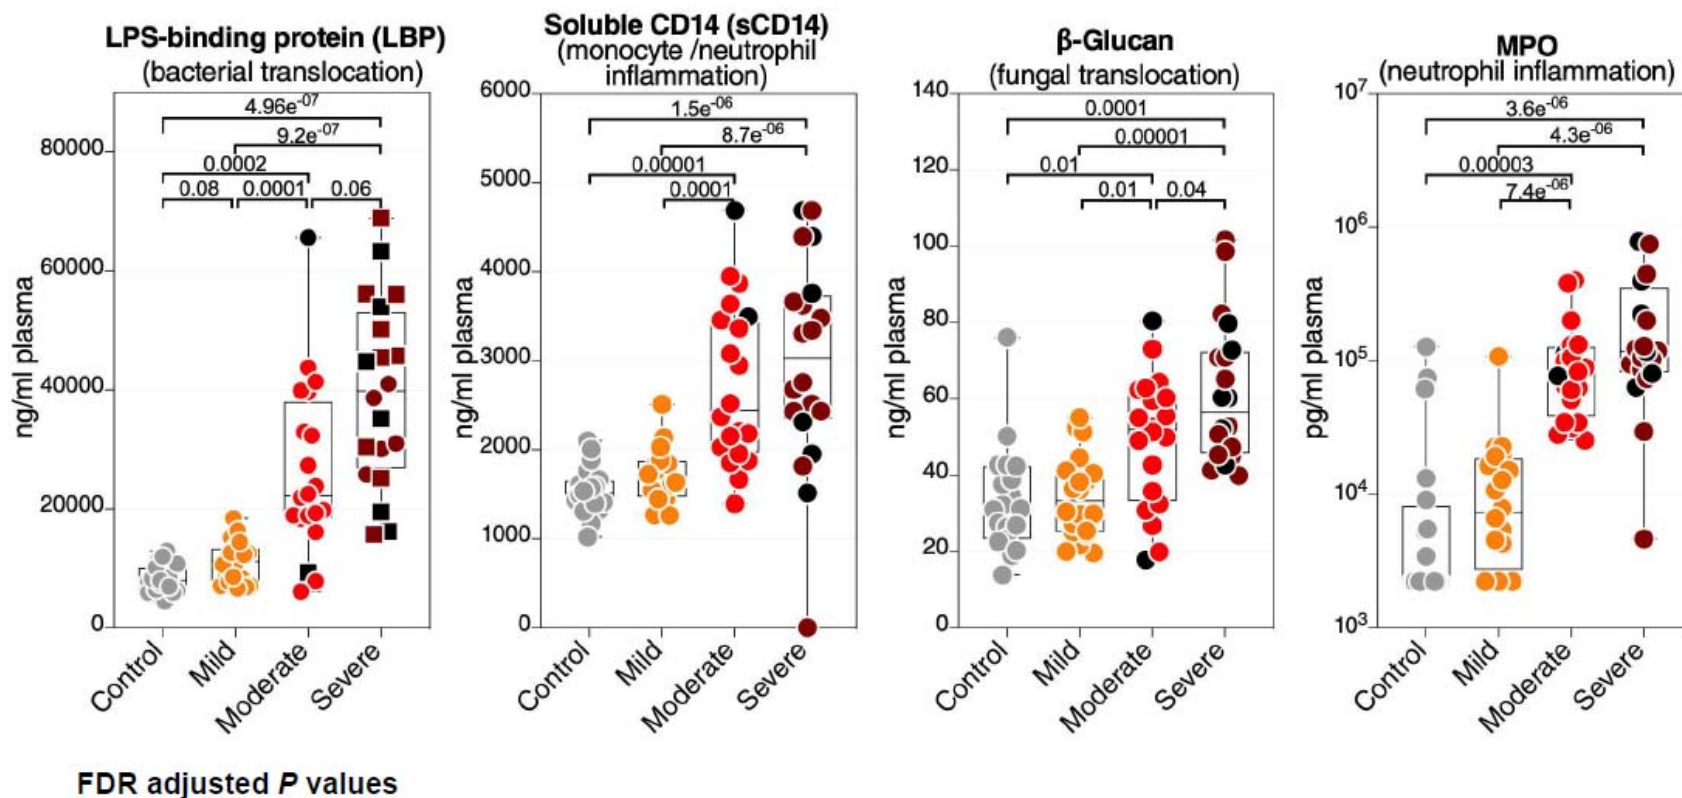 LPS-binding protein (LBP)
(bacterial translocation)
4.96e-07
9.2e-07
0.0002
0.08 0.0001 0.06
80000
60000
40000
20000
0
ng/ml plasma
Control
Mild
Moderate
Severe
Soluble CD14 (sCD14)
(monocyte /neutrophil
inflammation)
1.5e-06
8.7e-06
0.00001
0.0001
6000
5000
4000
3000
2000
1000
0
ng/ml plasma
Control
Mild
Moderate
Severe
β-Glucan
(fungal translocation)
0.0001
0.00001
0.01
0.01 0.04
140
120
100
80
60
40
20
0
ng/ml plasma
Control
Mild
Moderate
Severe
MPO
(neutrophil inflammation)
3.6e-06
4.3e-06
0.00003
7.4e-06
10⁷
10⁶
10⁵
10⁴
10³
pg/ml plasma
Control
Mild
Moderate
Severe
FDR adjusted P values